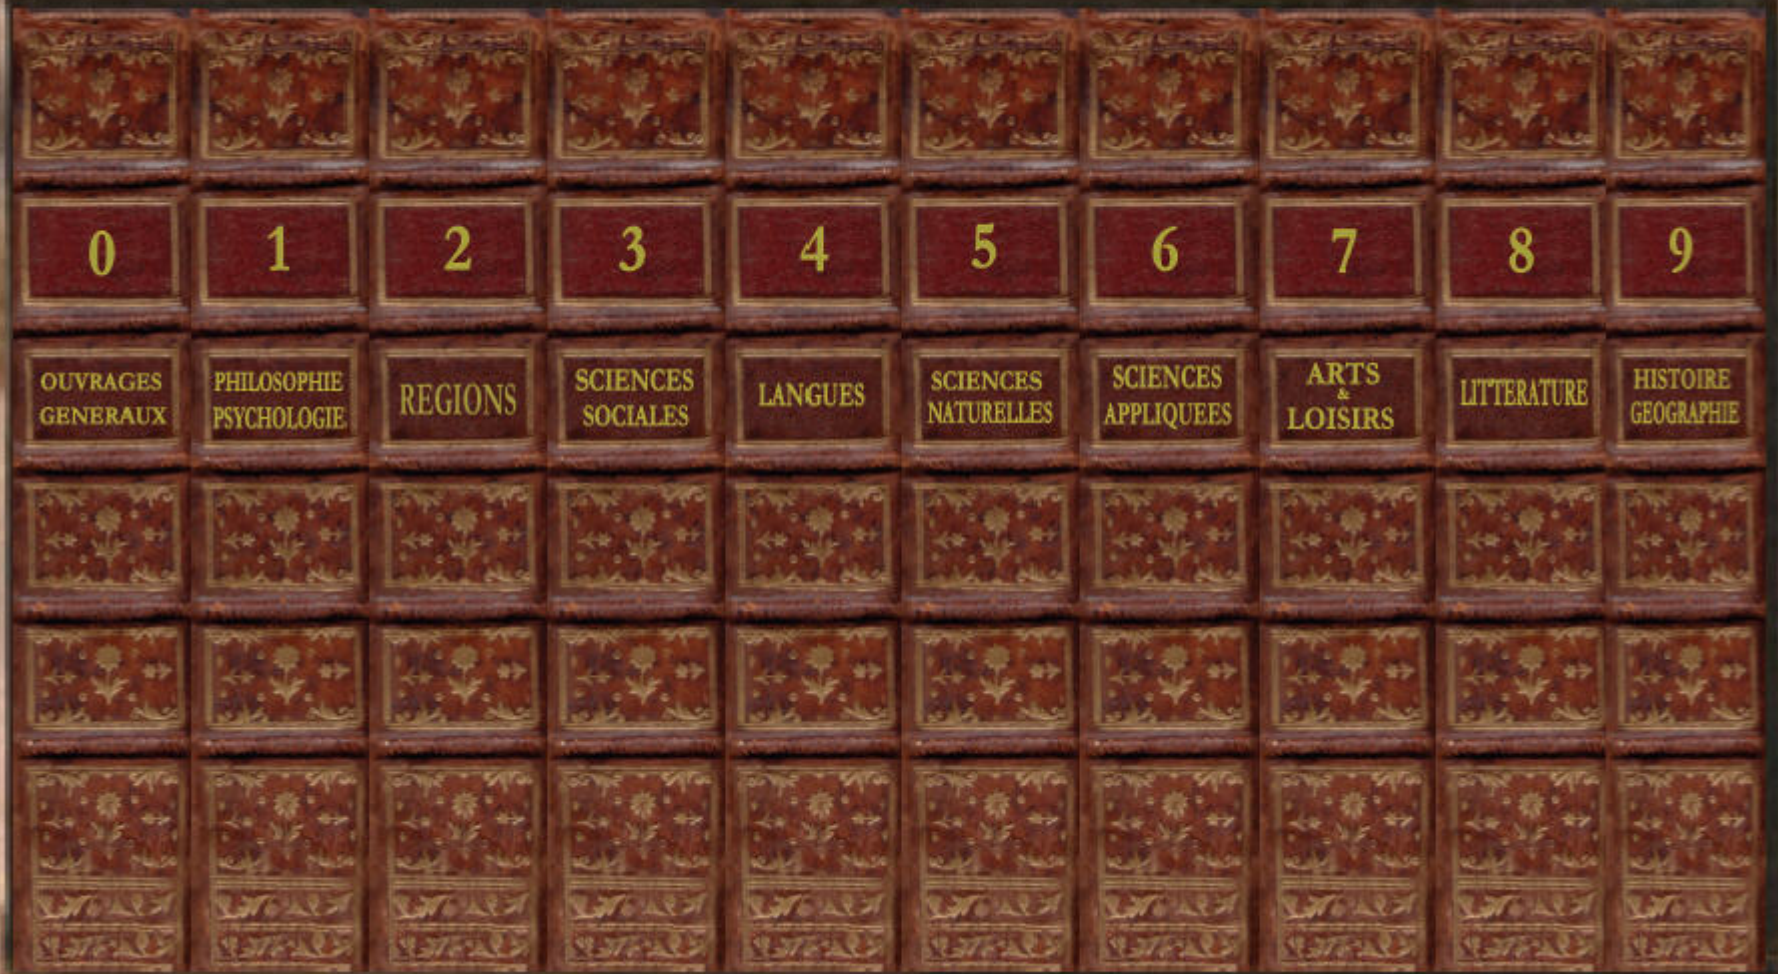 0
1
2
3
4
5
6
7
8
9
OUVRAGES
GENERAUX
PHILOSOPHIE
PSYCHOLOGIE
REGIONS
SCIENCES
SOCIALES
LANGUES
SCIENCES
NATURELLES
SCIENCES
APPLIQUEES
ARTS
&
LOISIRS
LITTERATURE
HISTOIRE
GEOGRAPHIE